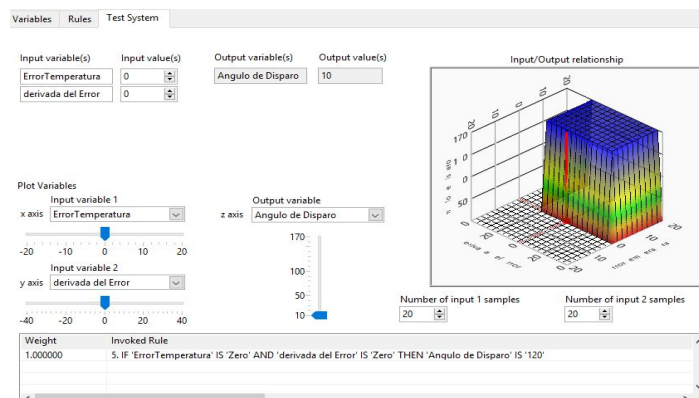 Variables Rules Test System
Input variable(s) Input value(s) Output variable(s) Output value(s)
ErrorTemperatura 0 Angulo de Disparo 10
derivada del Error 0
Input/Output relationship
Plot Variables
Input variable 1
x axis ErrorTemperatura
-20 -10 0 10 20
Input variable 2
y axis derivada del Error
-40 -20 0 20 40
Output variable
z axis Angulo de Disparo
170
100
50
10
170
50
Number of input 1 samples
20
Number of input 2 samples
20
Weight Invoked Rule
1.000000 5. IF 'ErrorTemperatura' IS 'Zero' AND 'derivada del Error' IS 'Zero' THEN 'Angulo de Disparo' IS '120'